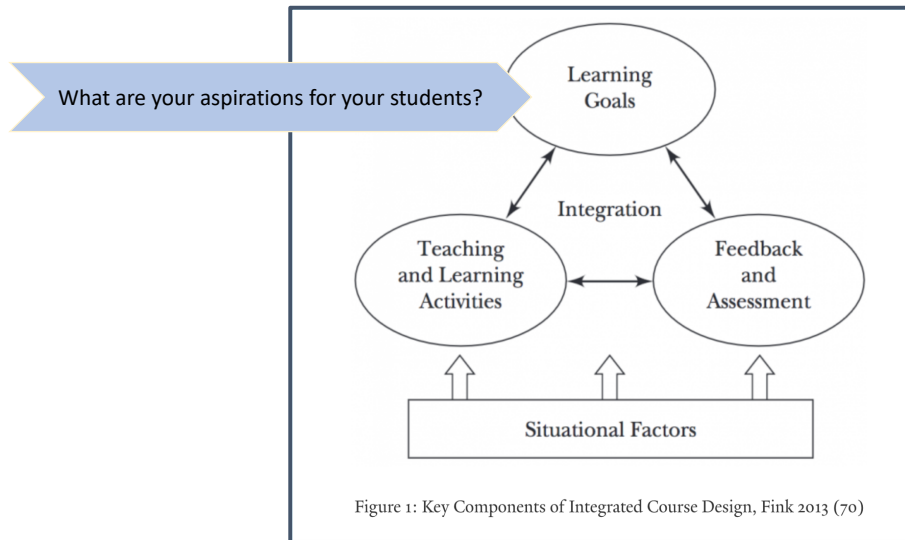 What are your aspirations for your students?
Learning
Goals
Integration
Teaching
and Learning
Activities
Feedback
and
Assessment
Situational Factors
Figure 1: Key Components of Integrated Course Design, Fink 2013 (70)